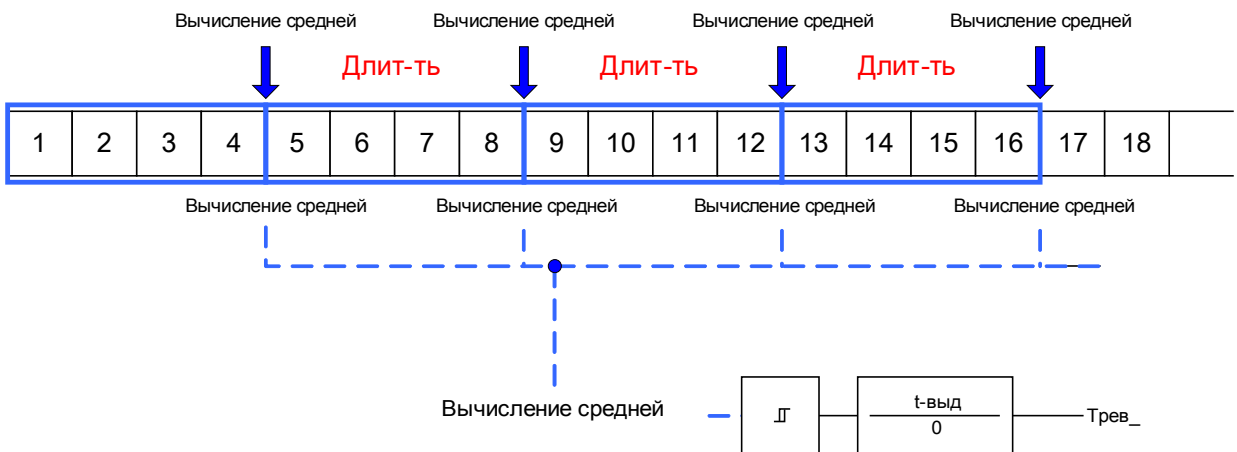 Вычисление средней Вычисление средней Вычисление средней Вычисление средней
Длит-ть Длит-ть Длит-ть
1 2 3 4 5 6 7 8 9 10 11 12 13 14 15 16 17 18
Вычисление средней Вычисление средней Вычисление средней Вычисление средней
Вычисление средней
t-выд
0
Трев_